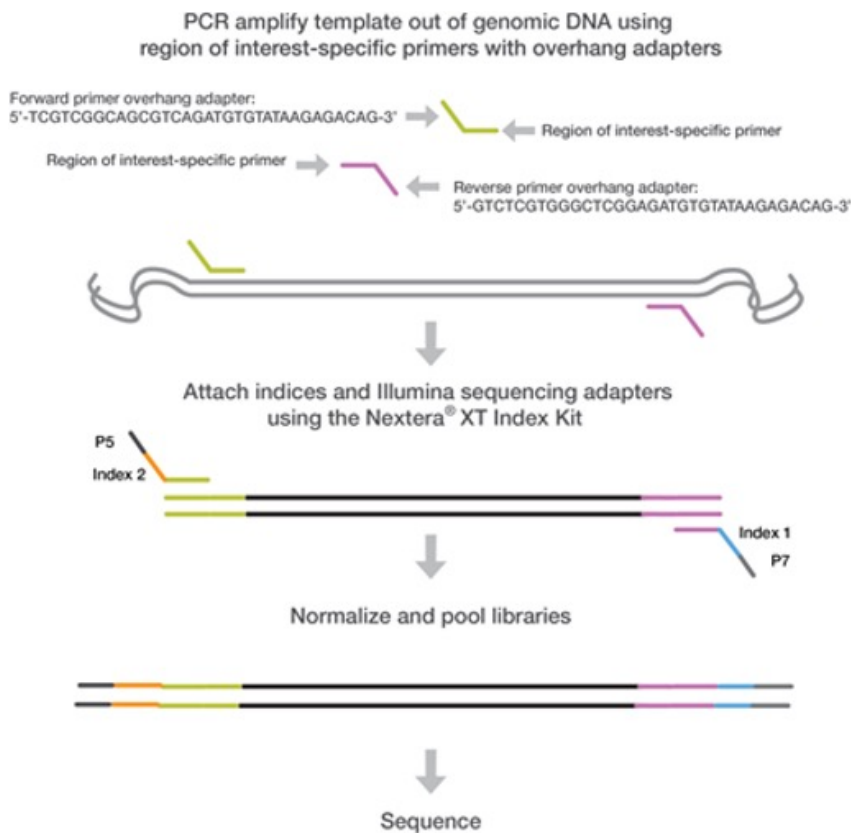 PCR amplify template out of genomic DNA using
region of interest-specific primers with overhang adapters
Forward primer overhang adapter:
5'-TCGTCGGCAGCGTCAGATGTGTATAAGAGACAG-3'
Region of interest-specific primer
Region of interest-specific primer
Reverse primer overhang adapter:
5'-GTCTCGTGGGCTCGGAGATGTGTATAAGAGACAG-3'
Attach indices and Illumina sequencing adapters
using the Nextera® XT Index Kit
P5
Index 2
Index 1
P7
Normalize and pool libraries
Sequence